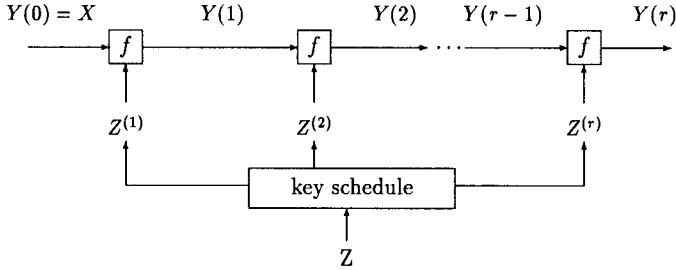 Y(0) = X Y(1) Y(2) Y(r − 1) Y(r)
f f ··· f
Z^{(1)} Z^{(2)} Z^{(r)}
key schedule
Z